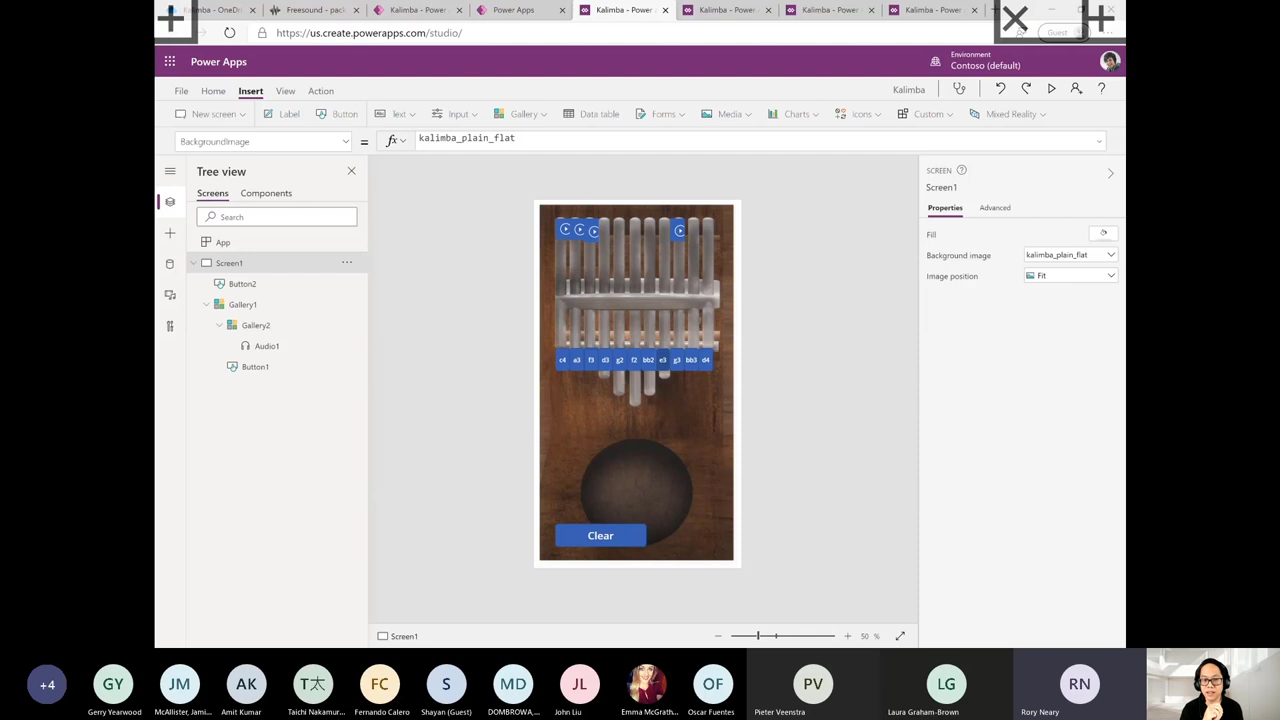 Kalimba - OneDri
Freesound - pack
Kalimba - Power
Power Apps
Kalimba - Power
Kalimba - Power
Kalimba - Power
Kalimba - Power
https://us.create.powerapps.com/studio/
Guest
Power Apps
Environment
Contoso (default)
File
Home
Insert
View
Action
Kalimba
New screen
Label
Button
Text
Input
Gallery
Data table
Forms
Media
Charts
Icons
Custom
Mixed Reality
BackgroundImage
=
fx
kalimba_plain_flat
Tree view
Screens
Components
Search
App
Screen1
Button2
Gallery1
Gallery2
Audio1
Button1
c4 a3 f3 d3 g2 f2 bb2 e3 g3 bb3 d4
Clear
SCREEN
Screen1
Properties
Advanced
Fill
Background image
kalimba_plain_flat
Image position
Fit
Screen1
50 %
+4
GY
JM
AK
T太
FC
S
MD
JL
OF
PV
LG
RN
Gerry Yearwood
McAllister, Jami...
Amit Kumar
Taichi Nakamur...
Fernando Calero
Shayan (Guest)
DOMBROWA,...
John Liu
Emma McGrath...
Oscar Fuentes
Pieter Veenstra
Laura Graham-Brown
Rory Neary